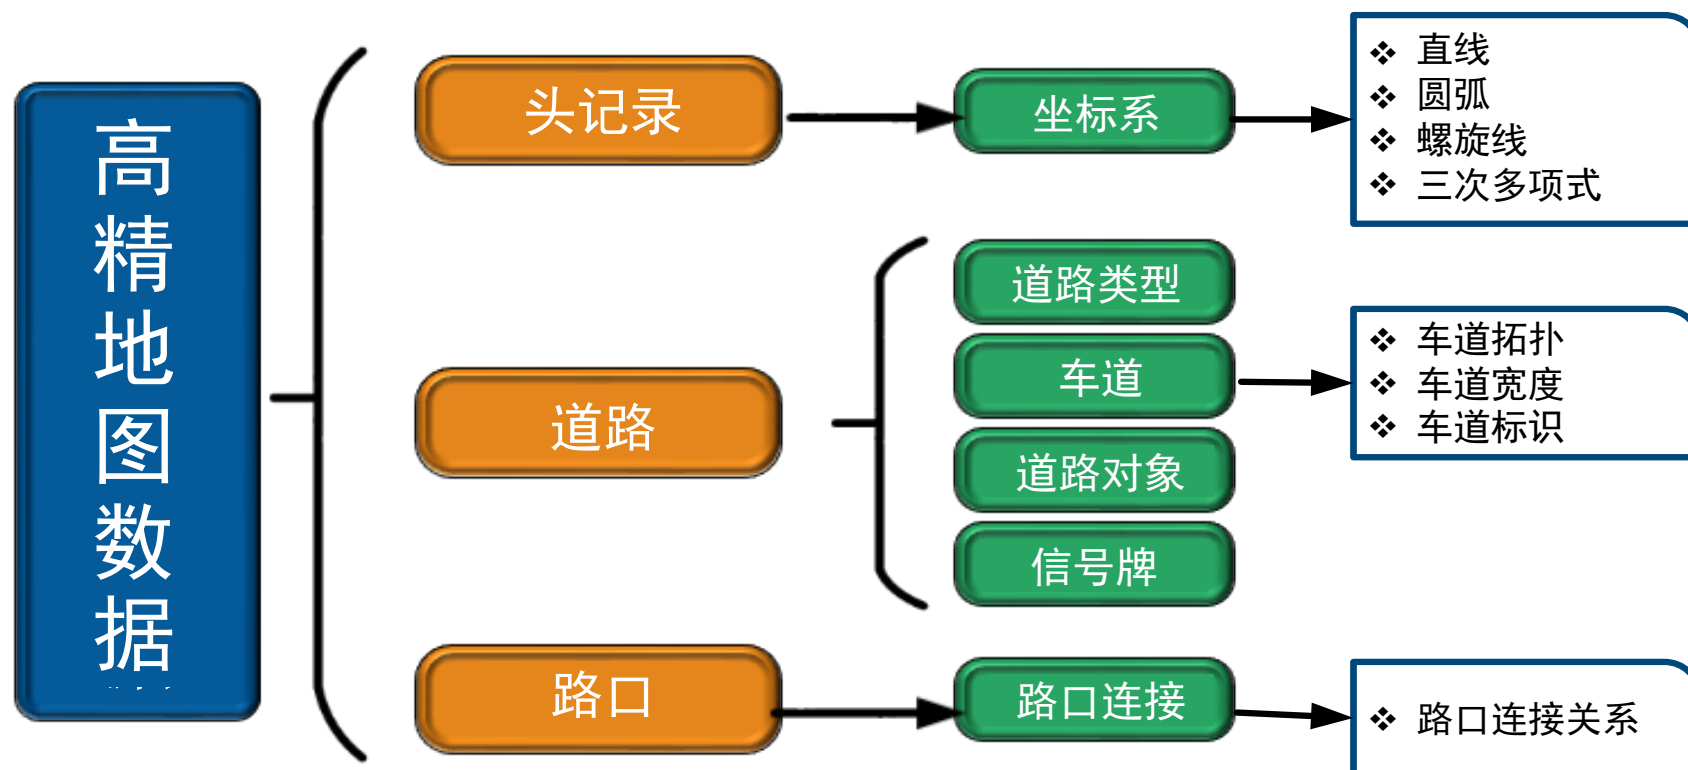 高精地图数据
头记录
坐标系
直线
圆弧
螺旋线
三次多项式
道路
道路类型
车道
道路对象
信号牌
车道拓扑
车道宽度
车道标识
路口
路口连接
路口连接关系